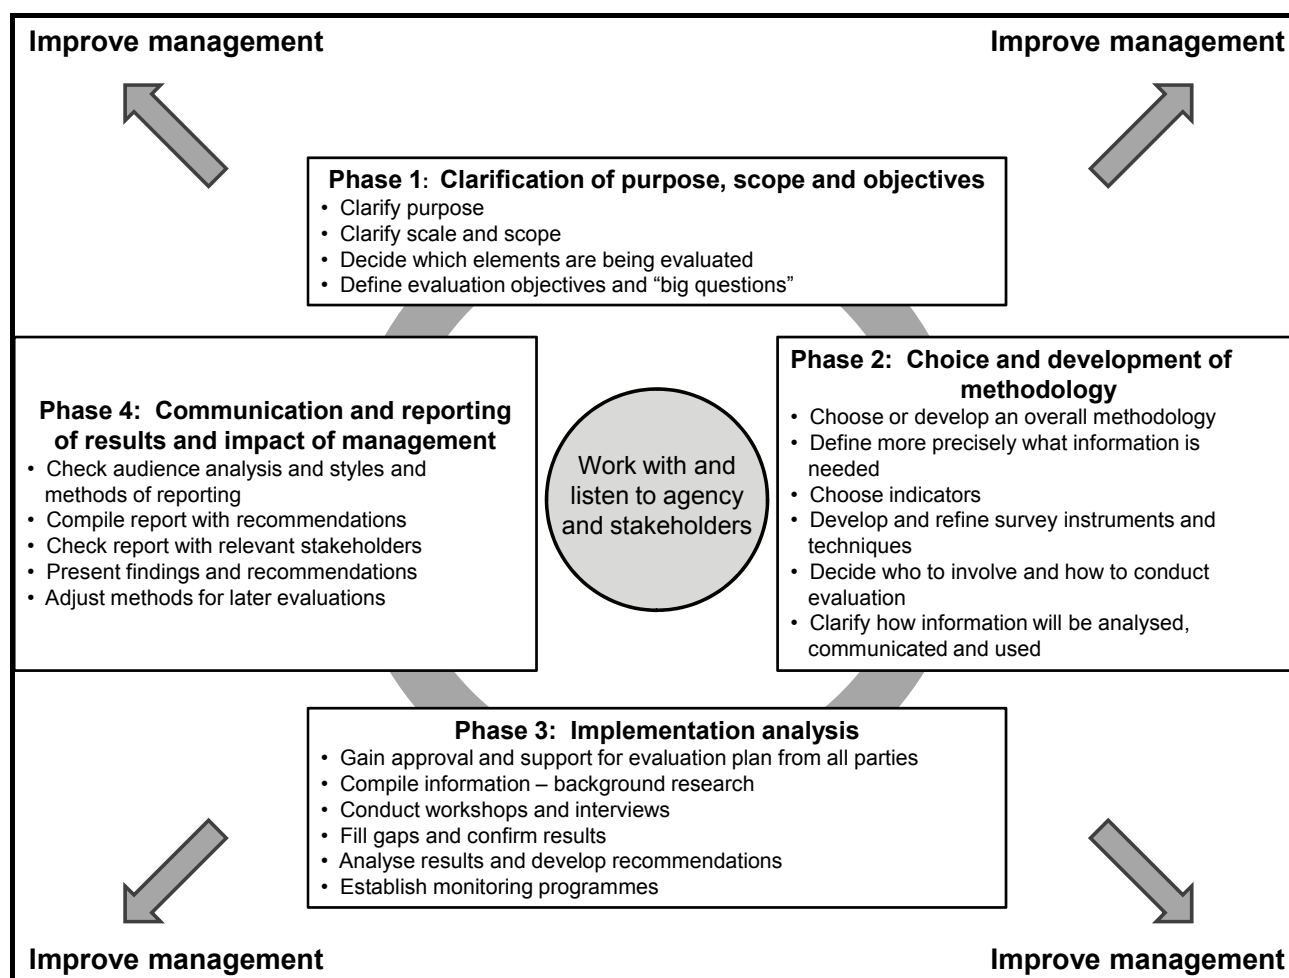 Improve management
Improve management
Phase 1: Clarification of purpose, scope and objectives
• Clarify purpose
• Clarify scale and scope
• Decide which elements are being evaluated
• Define evaluation objectives and “big questions”
Phase 4: Communication and reporting
of results and impact of management
• Check audience analysis and styles and
methods of reporting
• Compile report with recommendations
• Check report with relevant stakeholders
• Present findings and recommendations
• Adjust methods for later evaluations
Work with and
listen to agency
and stakeholders
Phase 2: Choice and development of
methodology
• Choose or develop an overall methodology
• Define more precisely what information is
needed
• Choose indicators
• Develop and refine survey instruments and
techniques
• Decide who to involve and how to conduct
evaluation
• Clarify how information will be analysed,
communicated and used
Phase 3: Implementation analysis
• Gain approval and support for evaluation plan from all parties
• Compile information – background research
• Conduct workshops and interviews
• Fill gaps and confirm results
• Analyse results and develop recommendations
• Establish monitoring programmes
Improve management
Improve management